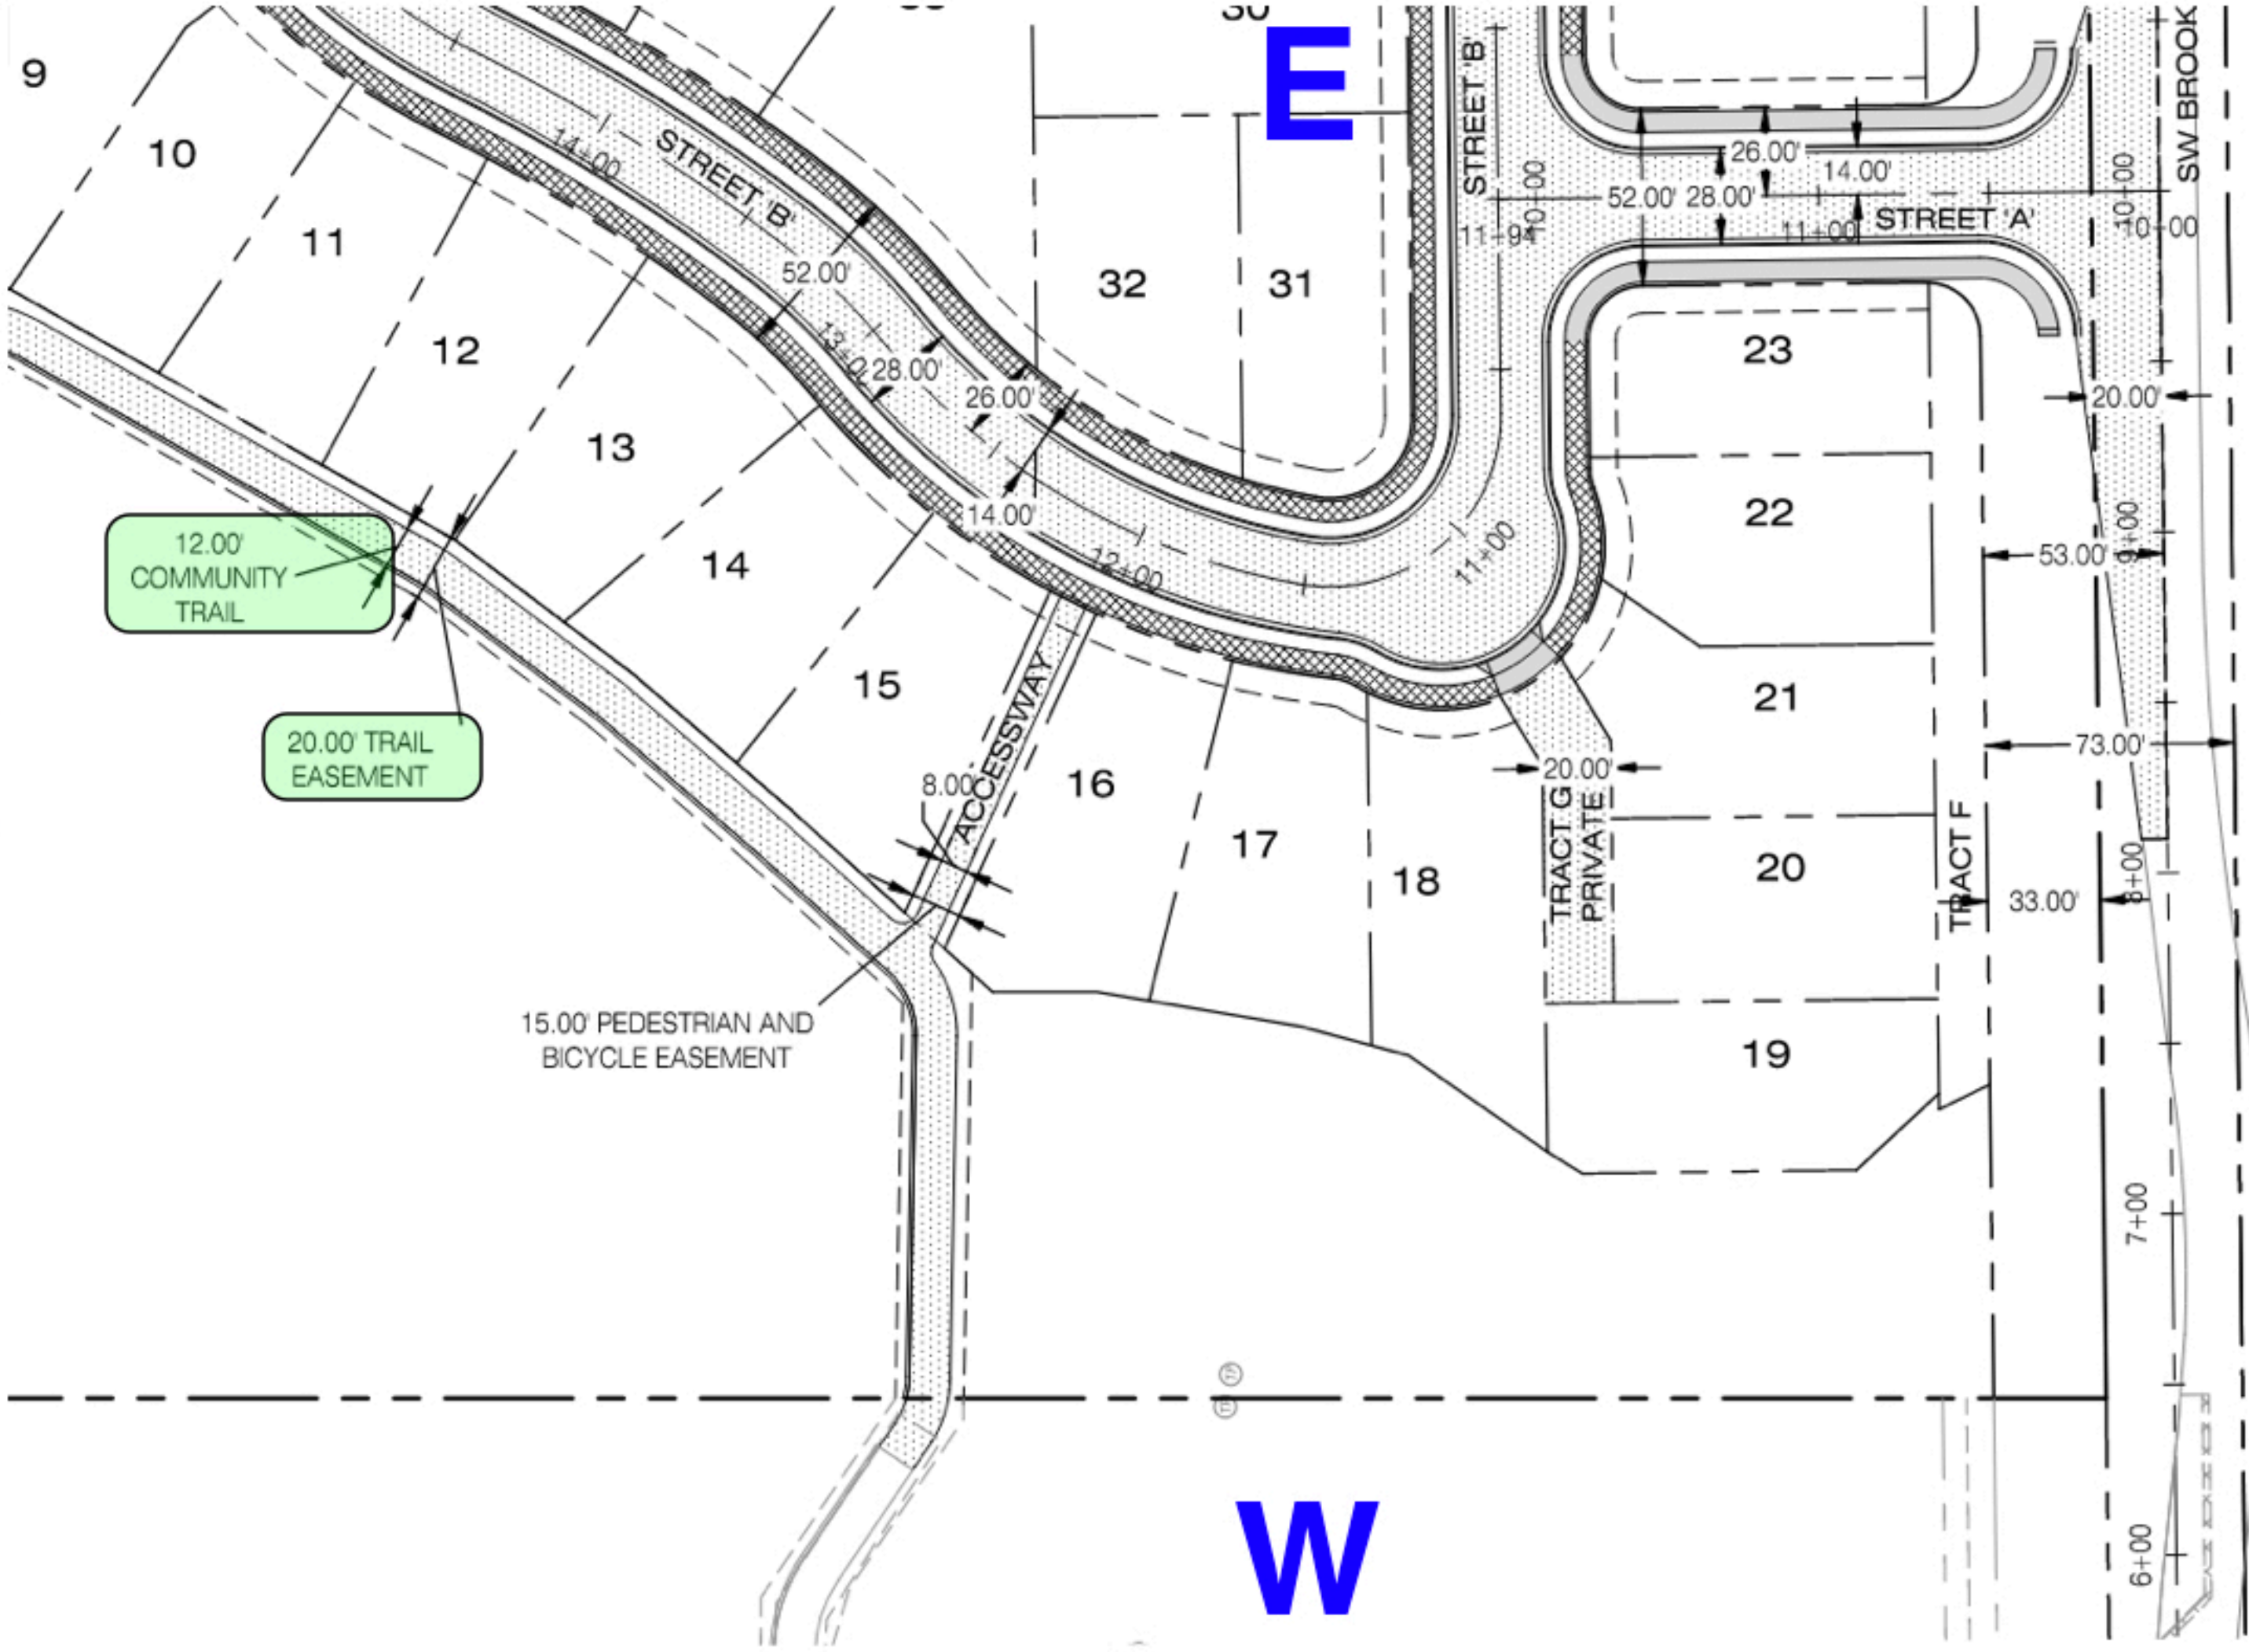 30
E
9
10
11
12
13
14
15
16
17
18
19
20
21
22
23
31
32
STREET 'B'
STREET 'B'
STREET 'A'
SW BROOK
14+00
13+00
12+00
11+00
11+94
10+00
11+00
10+00
10+00
9+00
8+00
7+00
6+00
52.00'
28.00'
26.00'
14.00'
52.00'
28.00'
26.00'
14.00'
20.00'
53.00'
73.00'
33.00'
20.00'
8.00'
12.00'
COMMUNITY
TRAIL
20.00' TRAIL
EASEMENT
ACCESSWAY
TRACT G
PRIVATE
TRACT F
15.00' PEDESTRIAN AND
BICYCLE EASEMENT
W